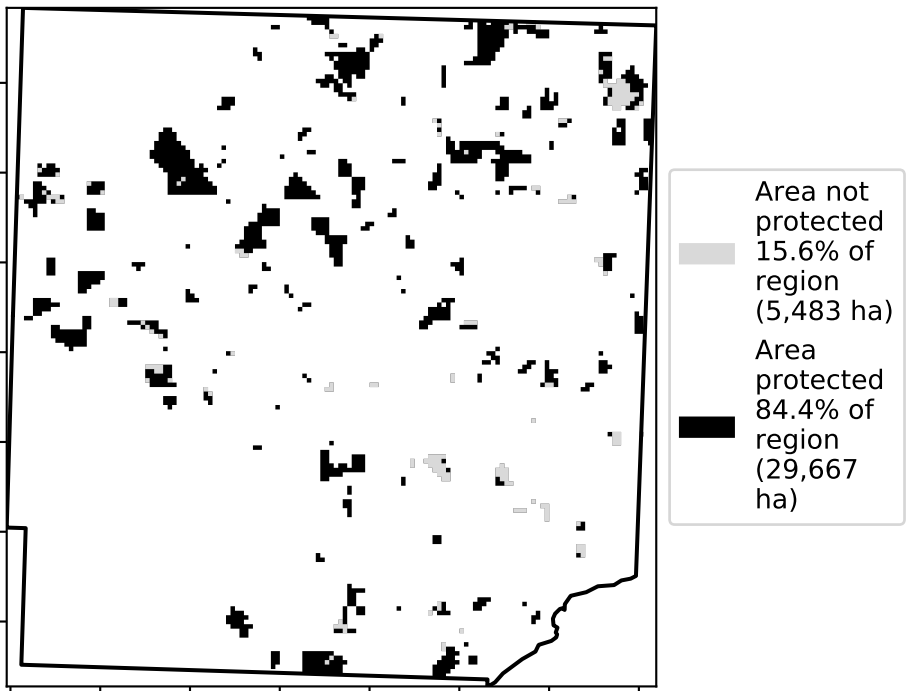 Area not
protected
15.6% of
region
(5,483 ha)
Area
protected
84.4% of
region
(29,667
ha)